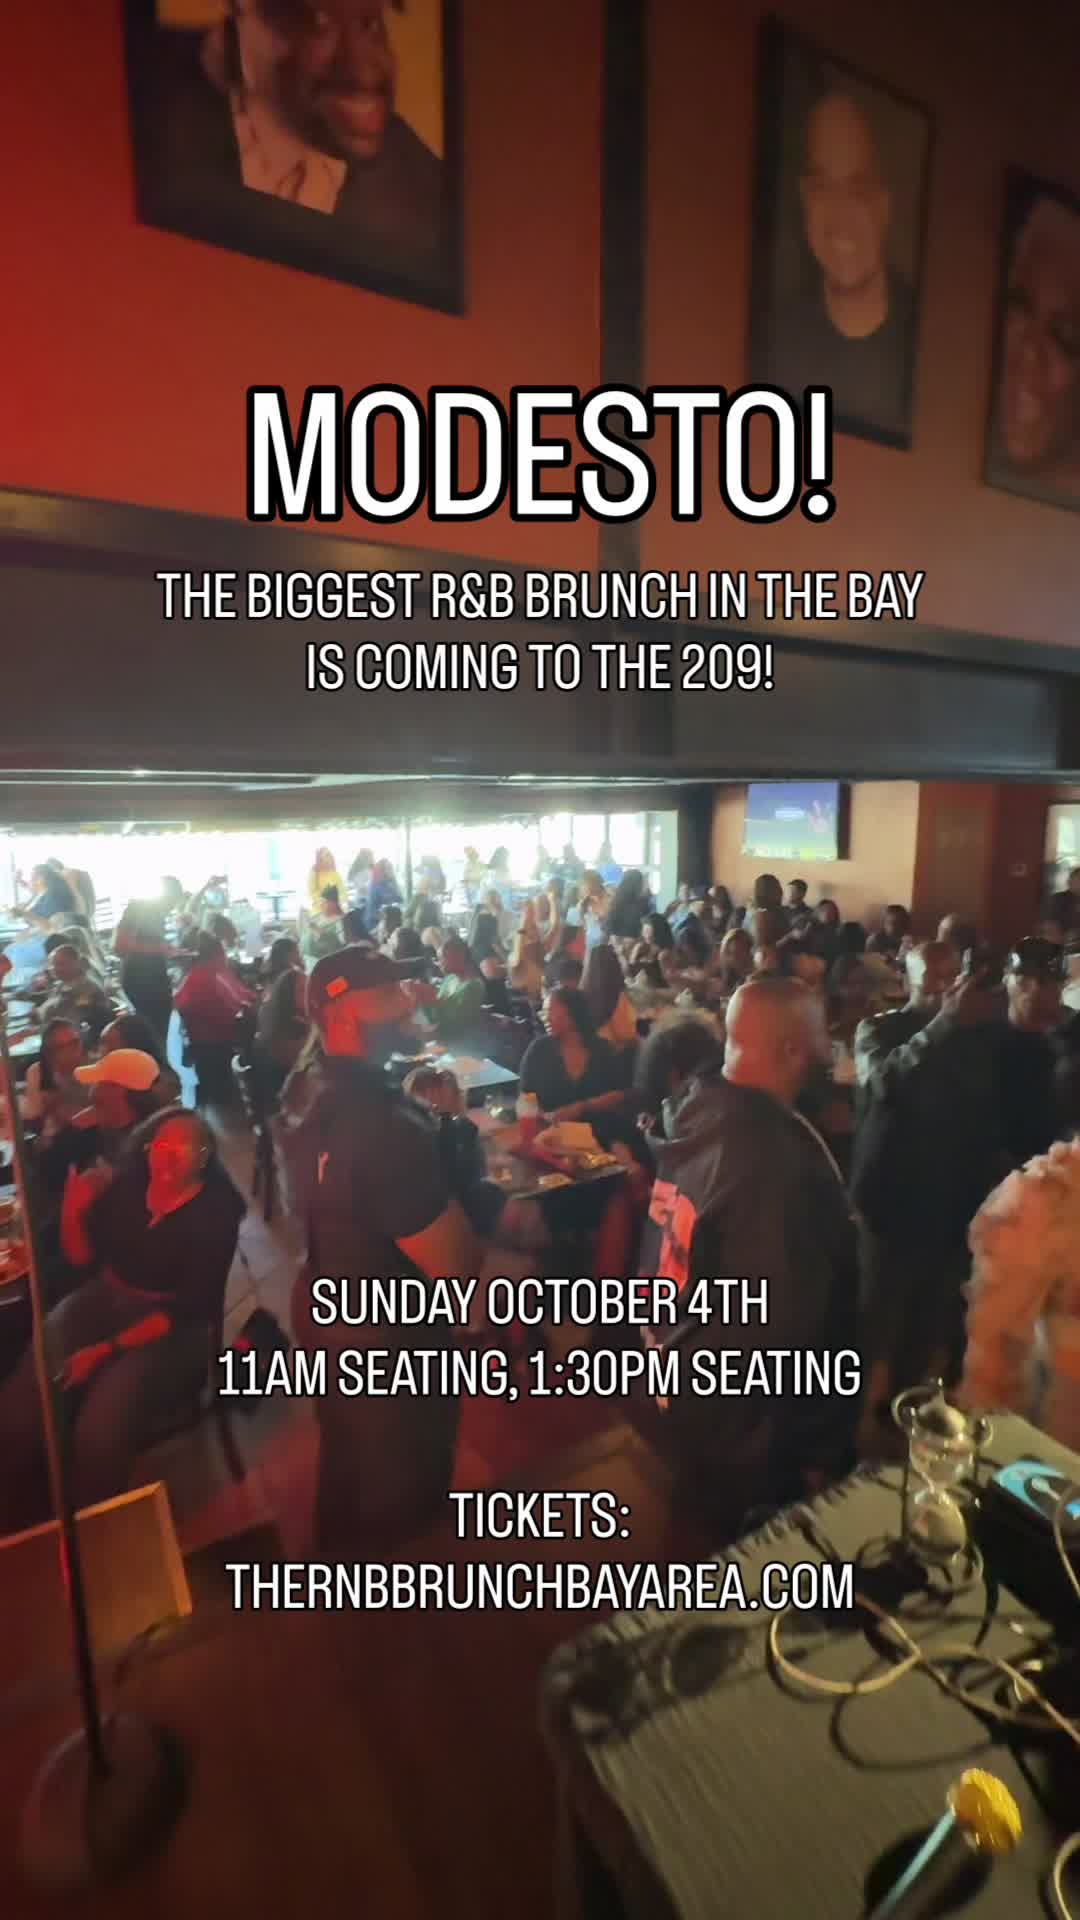 MODESTO!
THE BIGGEST R&B BRUNCH IN THE BAY
IS COMING TO THE 209!
SUNDAY OCTOBER 4TH
11AM SEATING, 1:30PM SEATING
TICKETS:
THERNBBRUNCHBAYAREA.COM